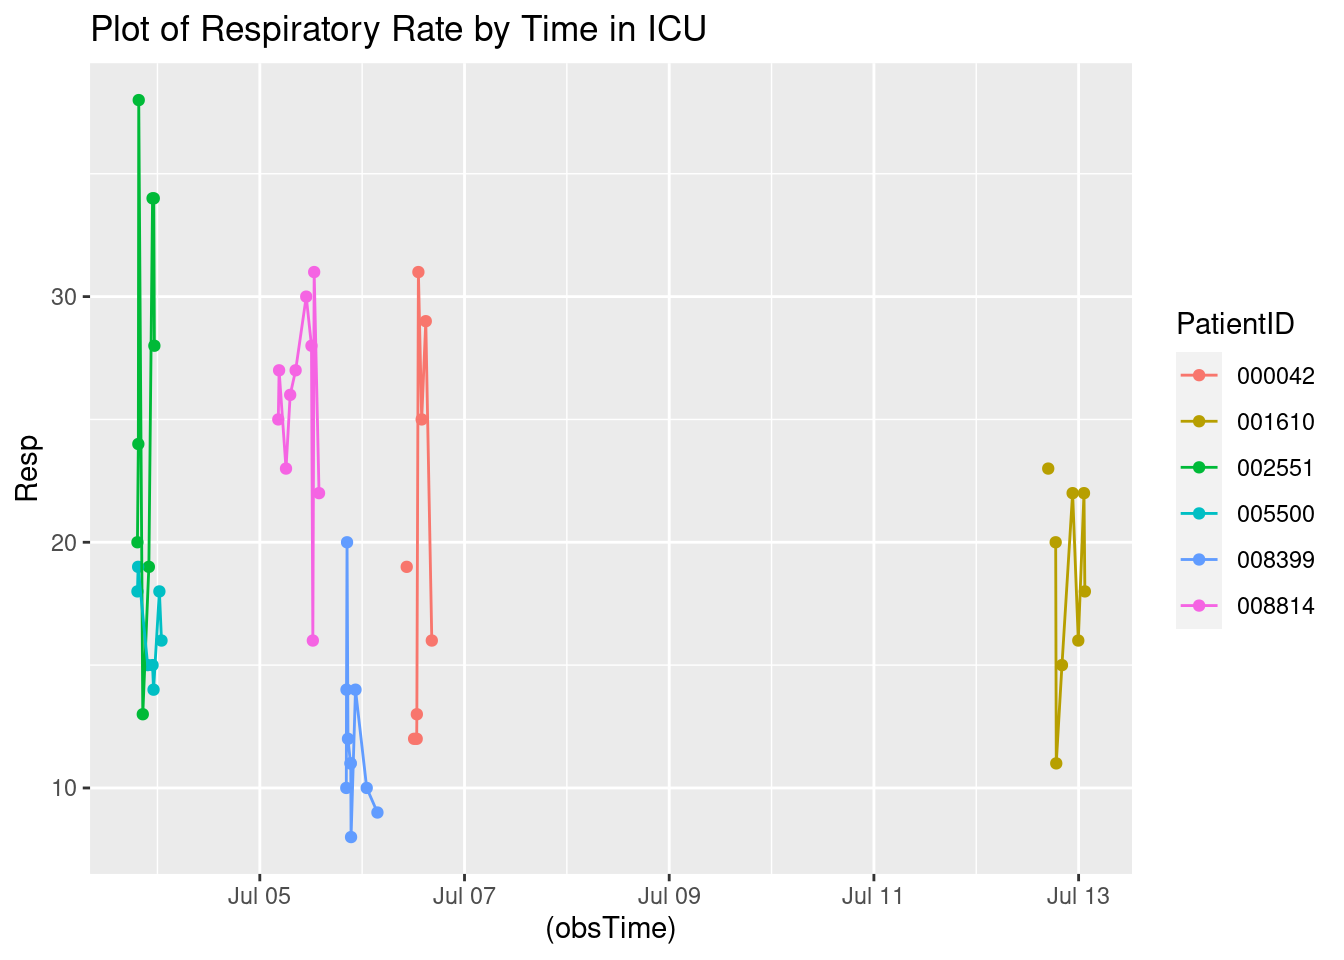 Plot of Respiratory Rate by Time in ICU
Resp
30
20
10
Jul 05
Jul 07
Jul 09
Jul 11
Jul 13
(obsTime)
PatientID
000042
001610
002551
005500
008399
008814